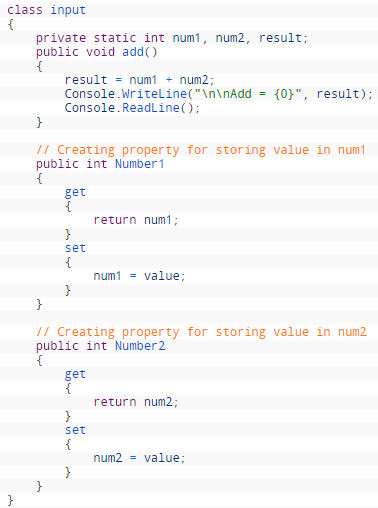 class input
{
    private static int num1, num2, result;
    public void add()
    {
        result = num1 + num2;
        Console.WriteLine("\n\nAdd = {0}", result);
        Console.ReadLine();
    }

    // Creating property for storing value in num1
    public int Number1
    {
        get
        {
            return num1;
        }
        set
        {
            num1 = value;
        }
    }

    // Creating property for storing value in num2
    public int Number2
    {
        get
        {
            return num2;
        }
        set
        {
            num2 = value;
        }
    }
}